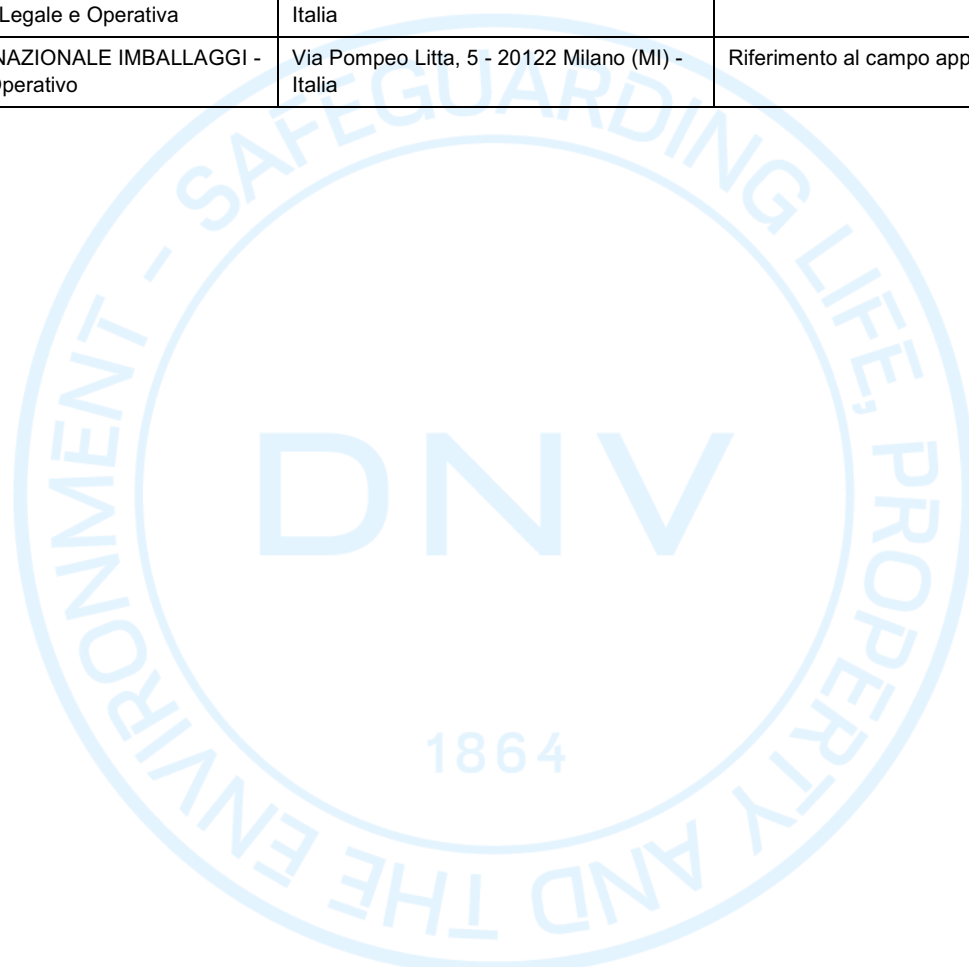 Legale e Operativa
Italia
NAZIONALE IMBALLAGGI -
Operativo
Via Pompeo Litta, 5 - 20122 Milano (MI) -
Italia
Riferimento al campo app
SAFEGUARDING LIFE, PROPERTY AND THE ENVIRONMENT -
DNV
1864